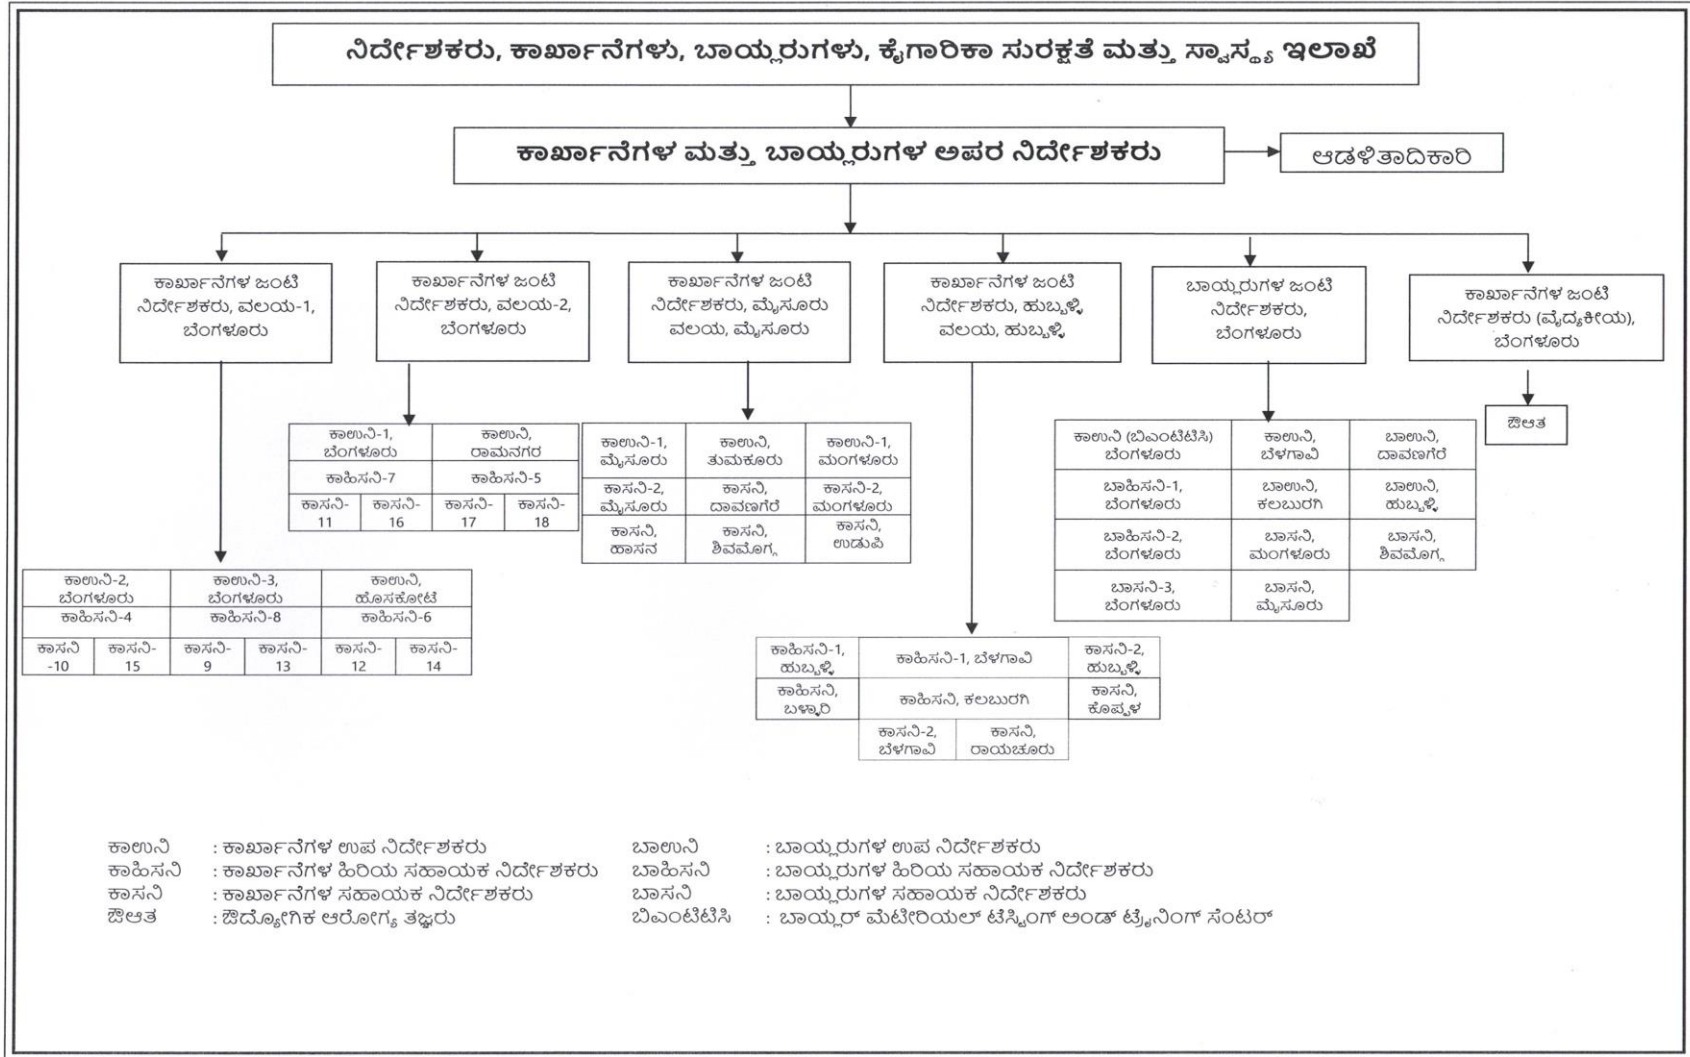 ನಿರ್ದೇಶಕರು, ಕಾರ್ಖಾನೆಗಳು, ಬಾಯ್ಲರುಗಳು, ಕೈಗಾರಿಕಾ ಸುರಕ್ಷತೆ ಮತ್ತು ಸ್ವಾಸ್ಥ್ಯ ಇಲಾಖೆ
ಕಾರ್ಖಾನೆಗಳ ಮತ್ತು ಬಾಯ್ಲರುಗಳ ಅಪರ ನಿರ್ದೇಶಕರು
ಆಡಳಿತಾದಿಕಾರಿ
ಕಾರ್ಖಾನೆಗಳ ಜಂಟಿ
ನಿರ್ದೇಶಕರು, ವಲಯ-1,
ಬೆಂಗಳೂರು
ಕಾರ್ಖಾನೆಗಳ ಜಂಟಿ
ನಿರ್ದೇಶಕರು, ವಲಯ-2,
ಬೆಂಗಳೂರು
ಕಾರ್ಖಾನೆಗಳ ಜಂಟಿ
ನಿರ್ದೇಶಕರು, ಮೈಸೂರು
ವಲಯ, ಮೈಸೂರು
ಕಾರ್ಖಾನೆಗಳ ಜಂಟಿ
ನಿರ್ದೇಶಕರು, ಹುಬ್ಬಳ್ಳಿ
ವಲಯ, ಹುಬ್ಬಳ್ಳಿ
ಬಾಯ್ಲರುಗಳ ಜಂಟಿ
ನಿರ್ದೇಶಕರು,
ಬೆಂಗಳೂರು
ಕಾರ್ಖಾನೆಗಳ ಜಂಟಿ
ನಿರ್ದೇಶಕರು (ವೈದ್ಯಕೀಯ),
ಬೆಂಗಳೂರು
ಔಆತ
ಕಾಉನಿ-1,
ಬೆಂಗಳೂರು
ಕಾಉನಿ,
ರಾಮನಗರ
ಕಾಹಿಸನಿ-7
ಕಾಹಿಸನಿ-5
ಕಾಸನಿ-
11
ಕಾಸನಿ-
16
ಕಾಸನಿ-
17
ಕಾಸನಿ-
18
ಕಾಉನಿ-1,
ಮೈಸೂರು
ಕಾಉನಿ,
ತುಮಕೂರು
ಕಾಉನಿ-1,
ಮಂಗಳೂರು
ಕಾಸನಿ-2,
ಮೈಸೂರು
ಕಾಸನಿ,
ದಾವಣಗೆರೆ
ಕಾಸನಿ-2,
ಮಂಗಳೂರು
ಕಾಸನಿ,
ಹಾಸನ
ಕಾಸನಿ,
ಶಿವಮೊಗ್ಗ
ಕಾಸನಿ,
ಉಡುಪಿ
ಕಾಉನಿ (ಬಿಎಂಟಿಟಿಸಿ)
ಬೆಂಗಳೂರು
ಕಾಉನಿ,
ಬೆಳಗಾವಿ
ಬಾಉನಿ,
ದಾವಣಗೆರೆ
ಬಾಹಿಸನಿ-1,
ಬೆಂಗಳೂರು
ಬಾಉನಿ,
ಕಲಬುರಗಿ
ಬಾಉನಿ,
ಹುಬ್ಬಳ್ಳಿ
ಬಾಹಿಸನಿ-2,
ಬೆಂಗಳೂರು
ಬಾಸನಿ,
ಮಂಗಳೂರು
ಬಾಸನಿ,
ಶಿವಮೊಗ್ಗ
ಬಾಸನಿ-3,
ಬೆಂಗಳೂರು
ಬಾಸನಿ,
ಮೈಸೂರು
ಕಾಉನಿ-2,
ಬೆಂಗಳೂರು
ಕಾಉನಿ-3,
ಬೆಂಗಳೂರು
ಕಾಉನಿ,
ಹೊಸಕೋಟೆ
ಕಾಹಿಸನಿ-4
ಕಾಹಿಸನಿ-8
ಕಾಹಿಸನಿ-6
ಕಾಸನಿ
-10
ಕಾಸನಿ-
15
ಕಾಸನಿ-
9
ಕಾಸನಿ-
13
ಕಾಸನಿ-
12
ಕಾಸನಿ-
14
ಕಾಹಿಸನಿ-1,
ಹುಬ್ಬಳ್ಳಿ
ಕಾಹಿಸನಿ-1, ಬೆಳಗಾವಿ
ಕಾಸನಿ-2,
ಹುಬ್ಬಳ್ಳಿ
ಕಾಹಿಸನಿ,
ಬಳ್ಳಾರಿ
ಕಾಹಿಸನಿ, ಕಲಬುರಗಿ
ಕಾಸನಿ,
ಕೊಪ್ಪಳ
ಕಾಸನಿ-2,
ಬೆಳಗಾವಿ
ಕಾಸನಿ,
ರಾಯಚೂರು
ಕಾಉನಿ : ಕಾರ್ಖಾನೆಗಳ ಉಪ ನಿರ್ದೇಶಕರು ಬಾಉನಿ : ಬಾಯ್ಲರುಗಳ ಉಪ ನಿರ್ದೇಶಕರು
ಕಾಹಿಸನಿ : ಕಾರ್ಖಾನೆಗಳ ಹಿರಿಯ ಸಹಾಯಕ ನಿರ್ದೇಶಕರು ಬಾಹಿಸನಿ : ಬಾಯ್ಲರುಗಳ ಹಿರಿಯ ಸಹಾಯಕ ನಿರ್ದೇಶಕರು
ಕಾಸನಿ : ಕಾರ್ಖಾನೆಗಳ ಸಹಾಯಕ ನಿರ್ದೇಶಕರು ಬಾಸನಿ : ಬಾಯ್ಲರುಗಳ ಸಹಾಯಕ ನಿರ್ದೇಶಕರು
ಔಆತ : ಔದ್ಯೋಗಿಕ ಆರೋಗ್ಯ ತಜ್ಞರು ಬಿಎಂಟಿಟಿಸಿ : ಬಾಯ್ಲರ್ ಮೆಟೀರಿಯಲ್ ಟೆಸ್ಟಿಂಗ್ ಅಂಡ್ ಟ್ರೈನಿಂಗ್ ಸೆಂಟರ್